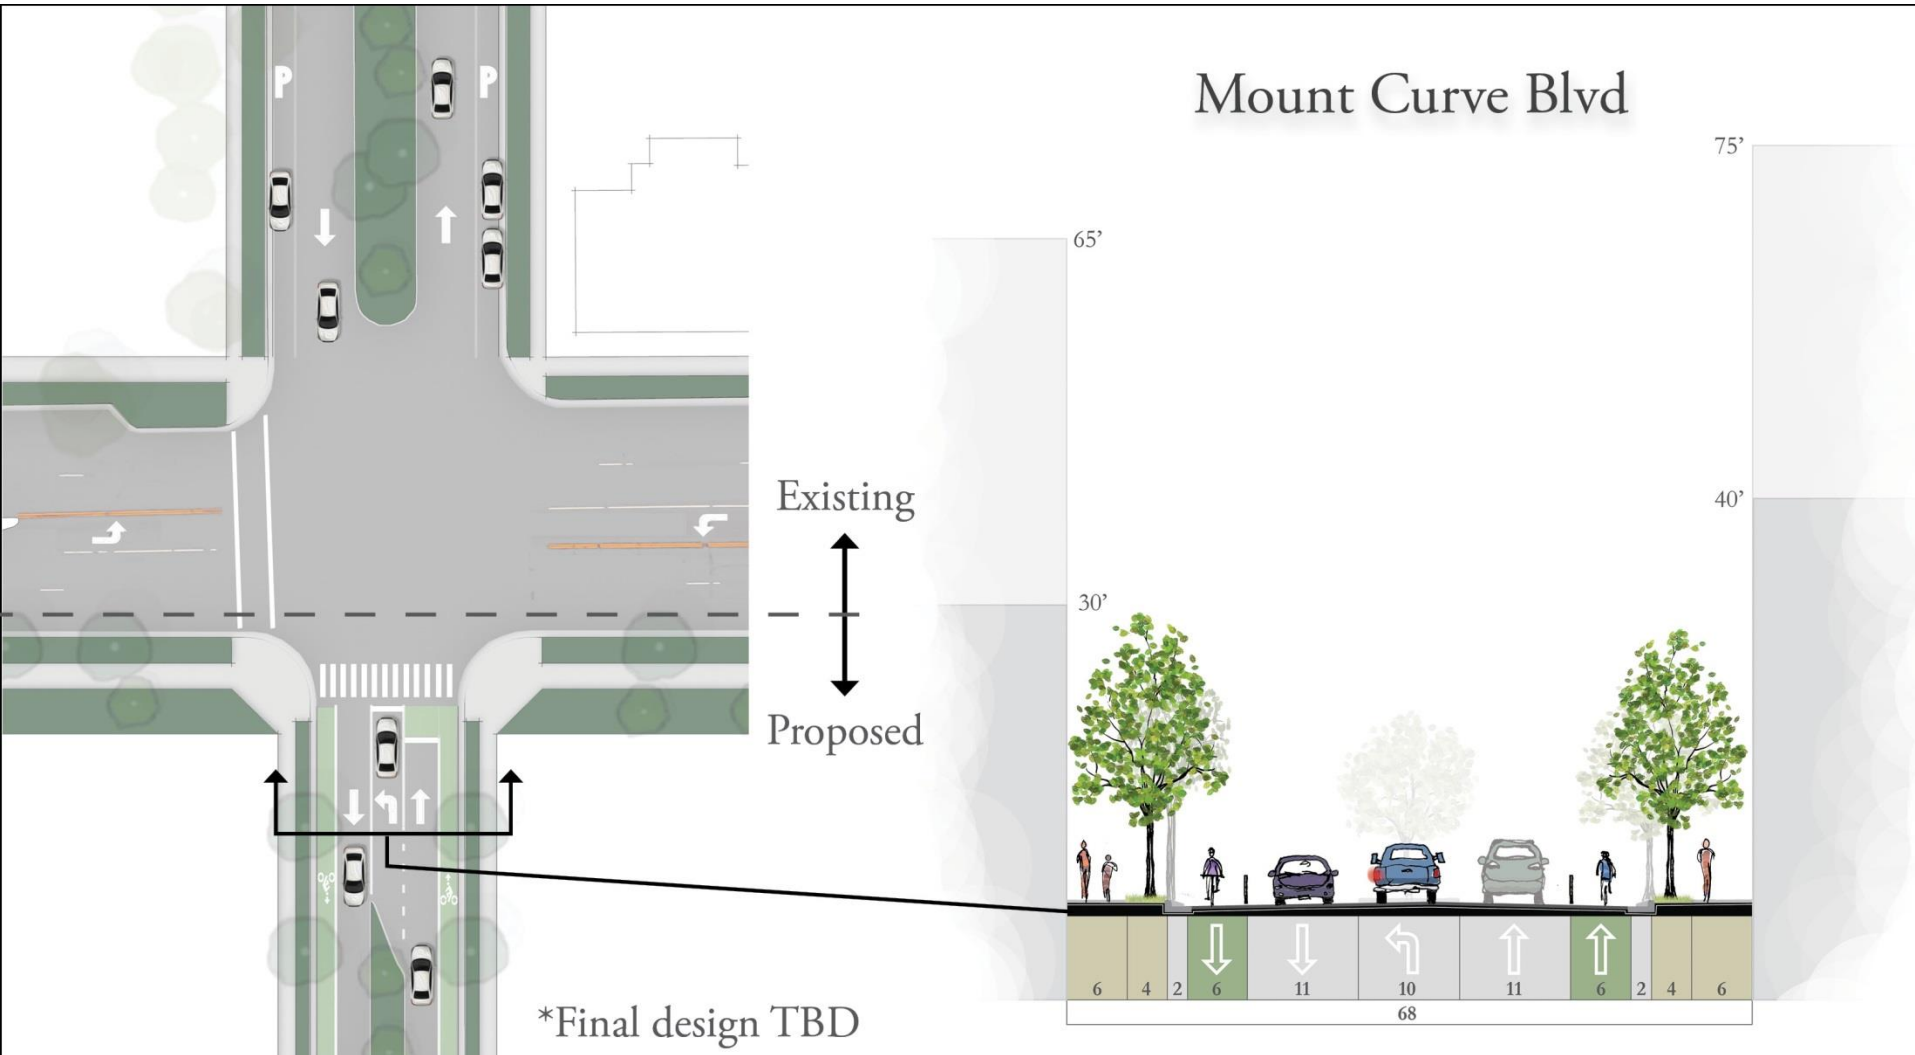 P
P
Mount Curve Blvd
75'
65'
Existing
40'
30'
Proposed
6 4 2 6 11 10 11 6 2 4 6
68
*Final design TBD